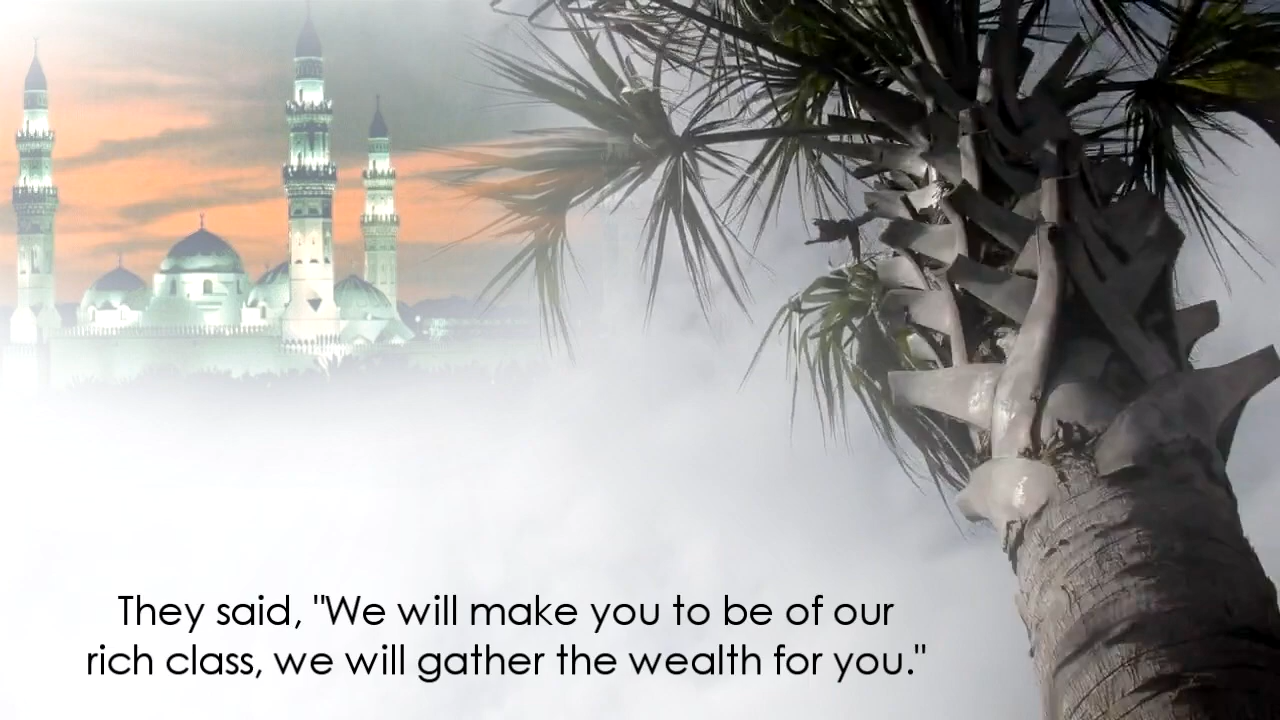 They said, "We will make you to be of our
rich class, we will gather the wealth for you."